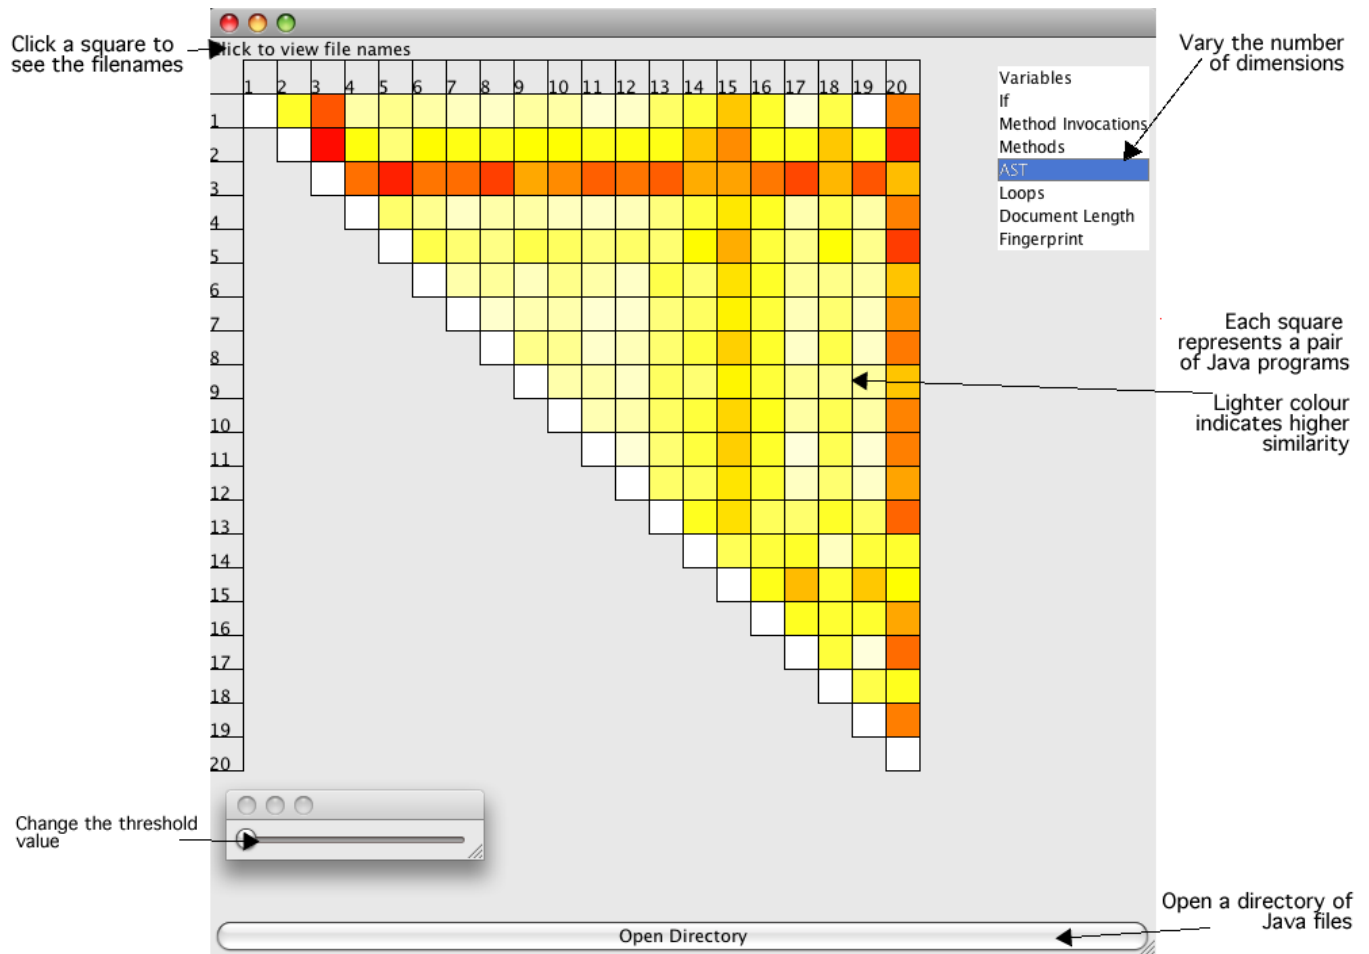 Click a square to
see the filenames
lick to view file names
Vary the number
of dimensions
1 2 3 4 5 6 7 8 9 10 11 12 13 14 15 16 17 18 19 20
1
2
3
4
5
6
7
8
9
10
11
12
13
14
15
16
17
18
19
20
Variables
If
Method Invocations
Methods
AST
Loops
Document Length
Fingerprint
Each square
represents a pair
of Java programs
Lighter colour
indicates higher
similarity
Change the threshold
value
Open a directory of
Java files
Open Directory